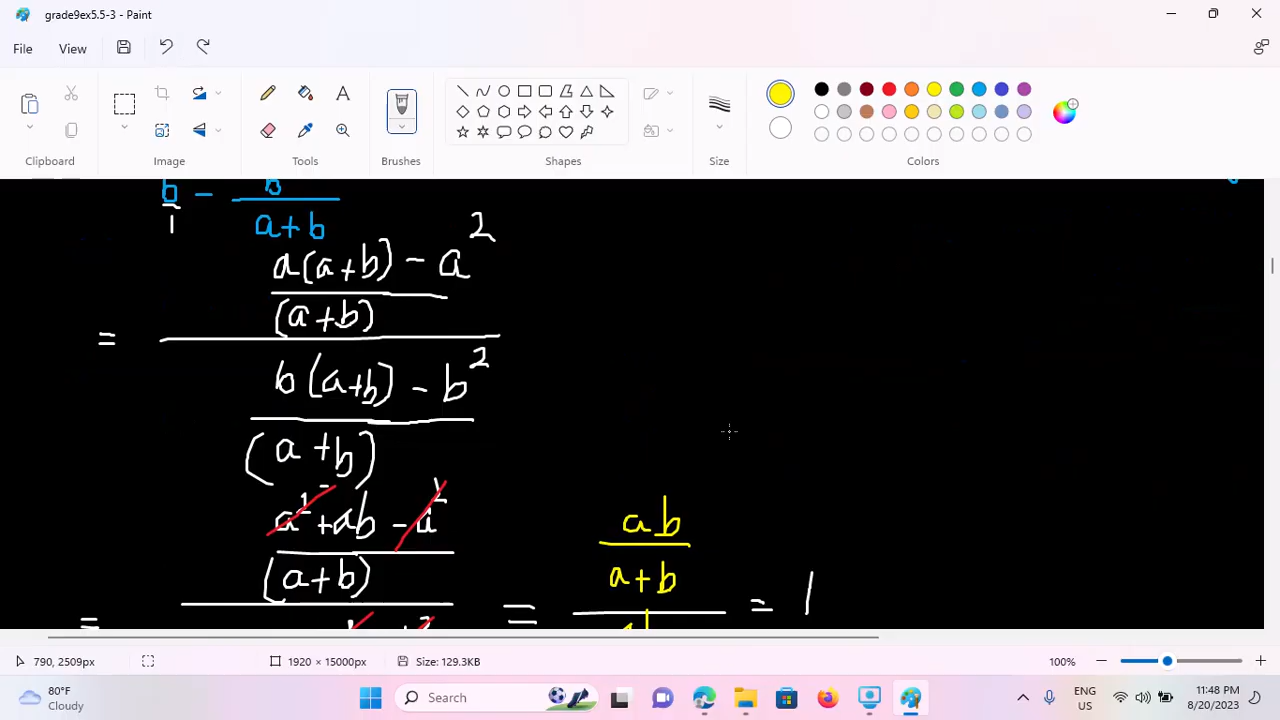 grade9ex5.5-3 - Paint
File View
Clipboard Image Tools Brushes Shapes Size Colors
b/1 - b/(a+b)
= (a(a+b) - a²)/(a+b)
(b(a+b) - b²)/(a+b)
= (a² + ab - a²)/(a+b) = ab/(a+b) = 1
790, 2509px 1920 × 15000px Size: 129.3KB 100%
80°F
Cloudy
Search
ENG
US
11:48 PM
8/20/2023